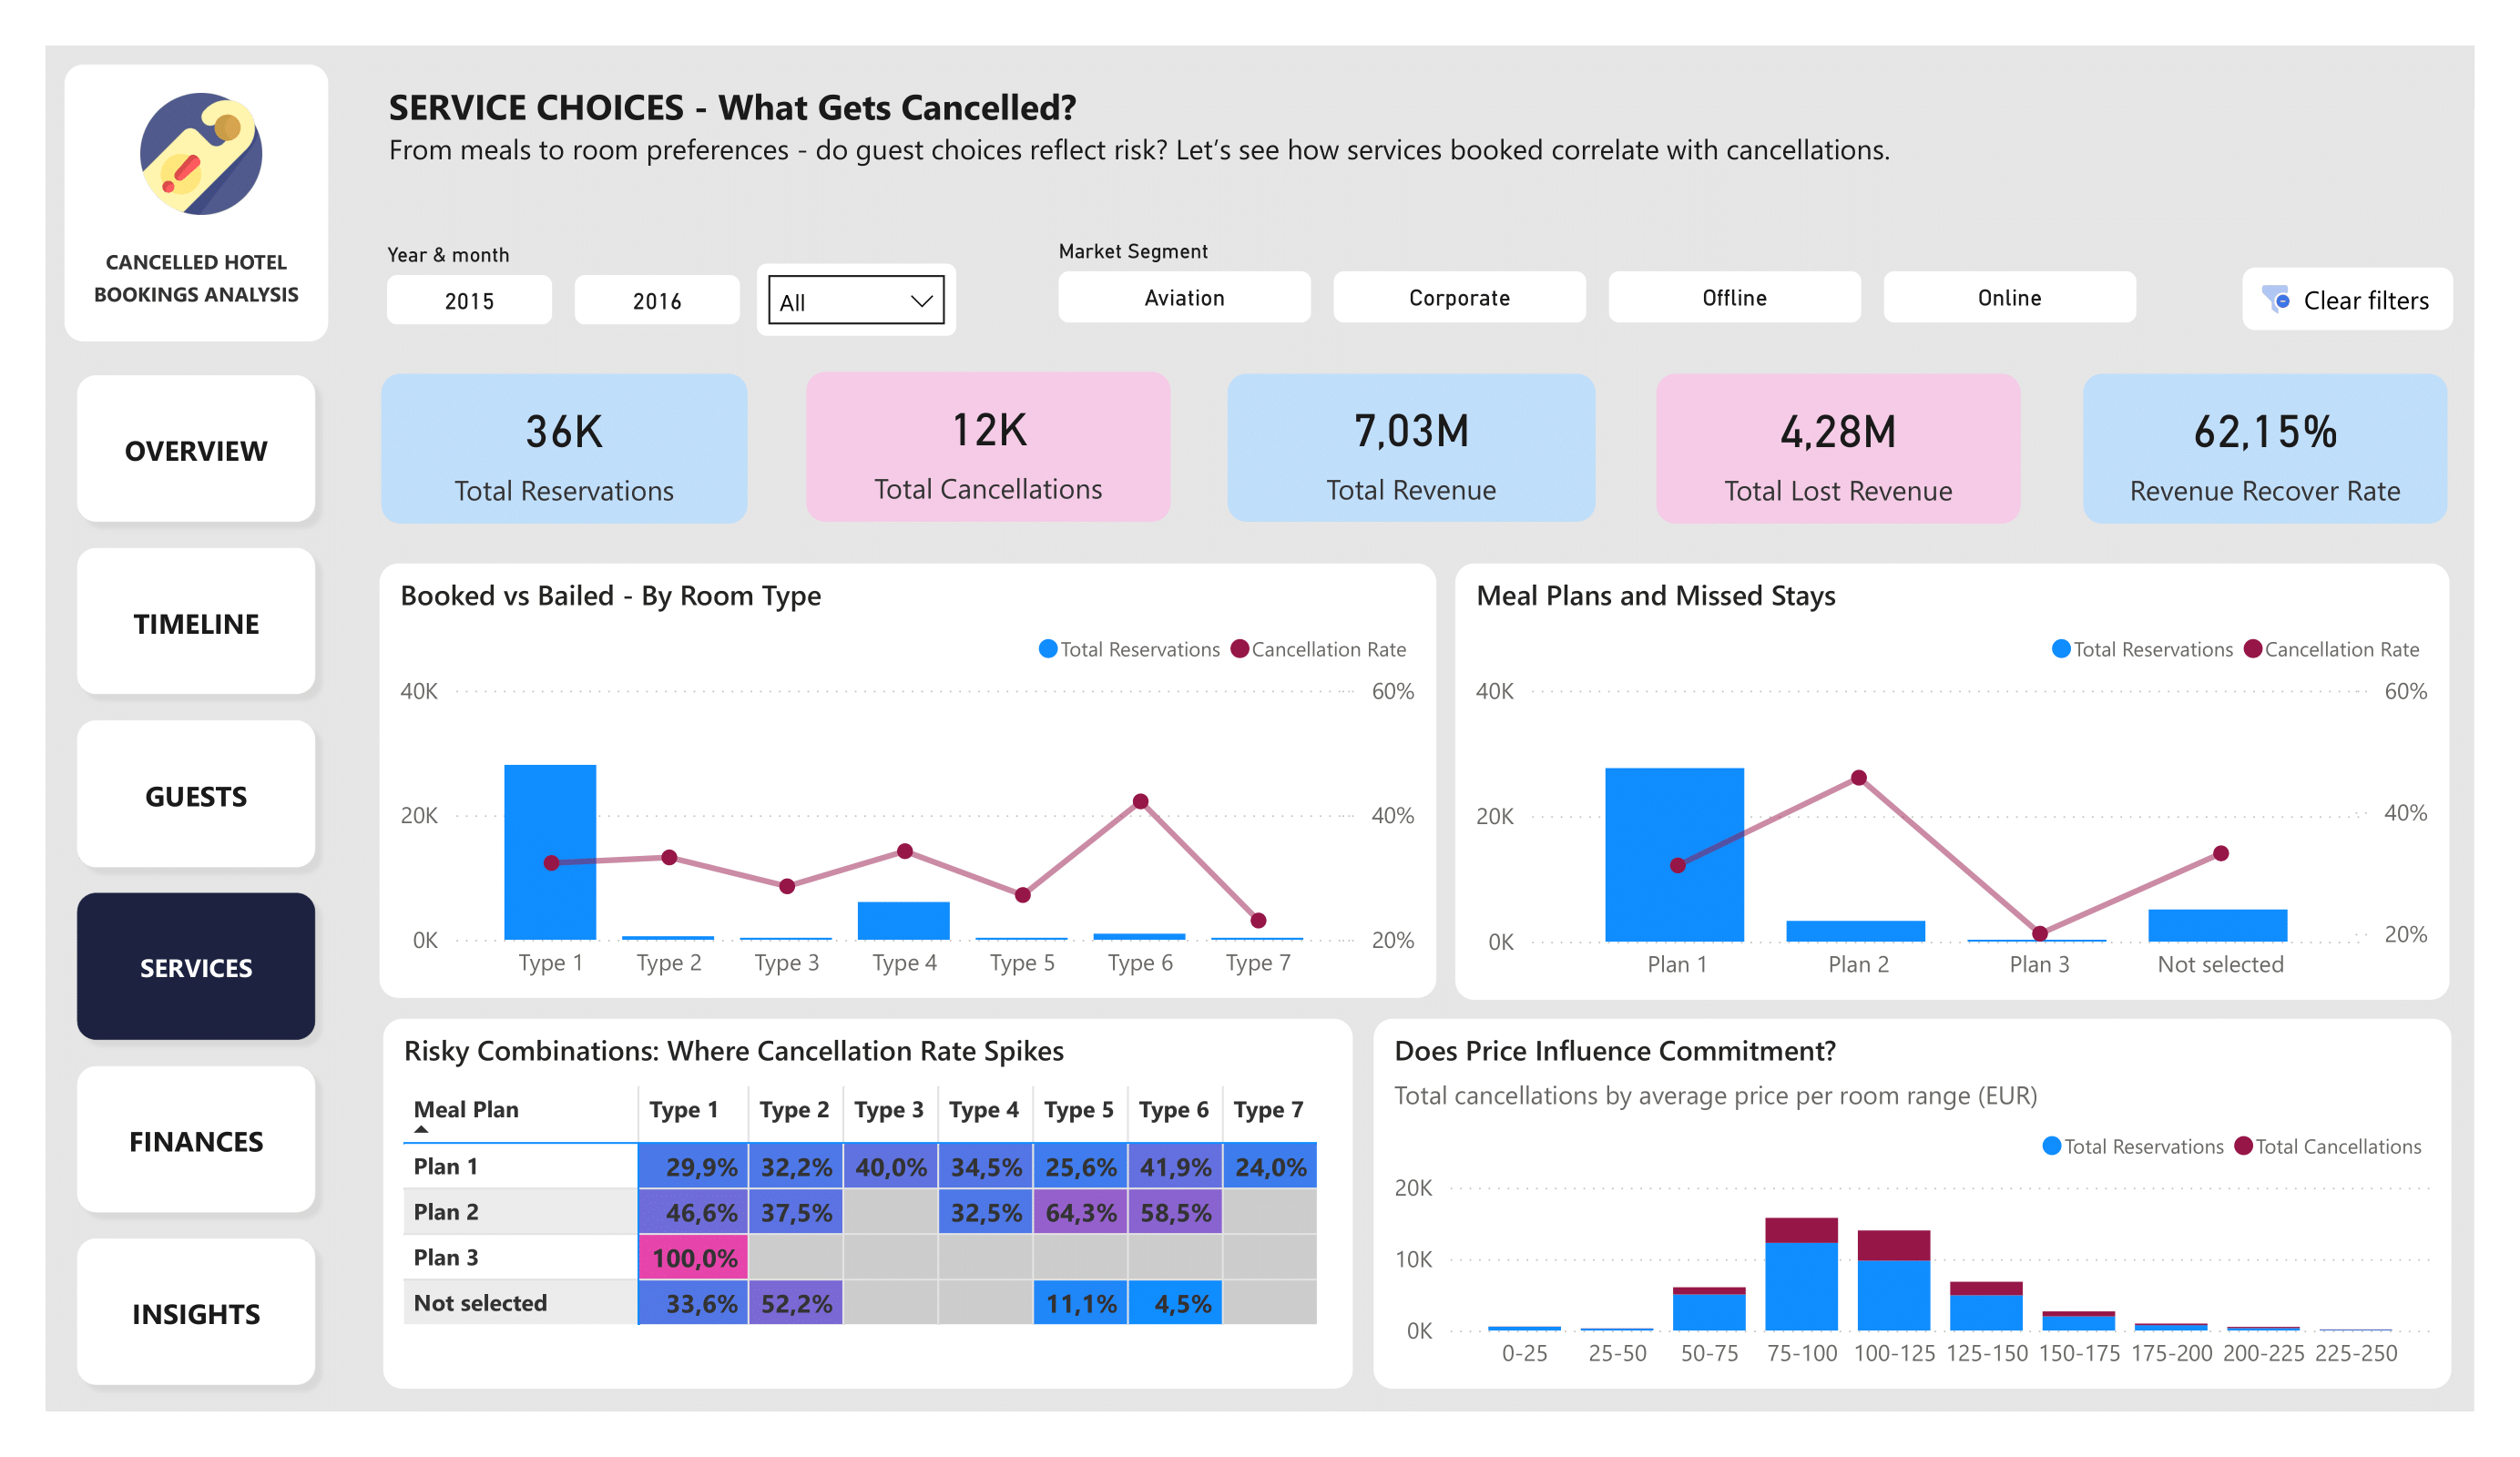 CANCELLED HOTEL
BOOKINGS ANALYSIS
OVERVIEW
TIMELINE
GUESTS
SERVICES
FINANCES
INSIGHTS
SERVICE CHOICES - What Gets Cancelled?
From meals to room preferences - do guest choices reflect risk? Let’s see how services booked correlate with cancellations.
Year & month
2015 2016 All
Market Segment
Aviation Corporate Offline Online
Clear filters
36K
Total Reservations
12K
Total Cancellations
7,03M
Total Revenue
4,28M
Total Lost Revenue
62,15%
Revenue Recover Rate
Booked vs Bailed - By Room Type
Total Reservations Cancellation Rate
40K 60%
20K 40%
0K 20%
Type 1 Type 2 Type 3 Type 4 Type 5 Type 6 Type 7
Meal Plans and Missed Stays
Total Reservations Cancellation Rate
40K 60%
20K 40%
0K 20%
Plan 1 Plan 2 Plan 3 Not selected
Risky Combinations: Where Cancellation Rate Spikes
Meal Plan Type 1 Type 2 Type 3 Type 4 Type 5 Type 6 Type 7
Plan 1 29,9% 32,2% 40,0% 34,5% 25,6% 41,9% 24,0%
Plan 2 46,6% 37,5% 32,5% 64,3% 58,5%
Plan 3 100,0%
Not selected 33,6% 52,2% 11,1% 4,5%
Does Price Influence Commitment?
Total cancellations by average price per room range (EUR)
Total Reservations Total Cancellations
20K
10K
0K
0-25 25-50 50-75 75-100 100-125 125-150 150-175 175-200 200-225 225-250